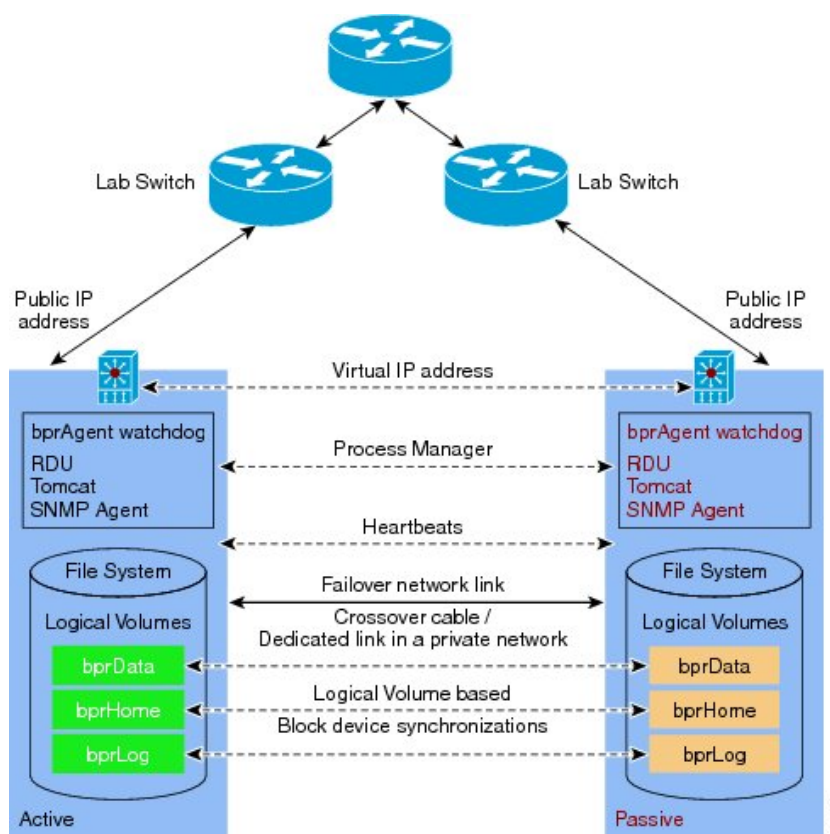 Lab Switch
Lab Switch
Public IP
address
Public IP
address
Virtual IP address
bprAgent watchdog
RDU
Tomcat
SNMP Agent
Process Manager
bprAgent watchdog
RDU
Tomcat
SNMP Agent
Heartbeats
File System
Logical Volumes
bprData
bprHome
bprLog
Failover network link
Crossover cable /
Dedicated link in a private network
Logical Volume based
Block device synchronizations
File System
Logical Volumes
bprData
bprHome
bprLog
Active
Passive